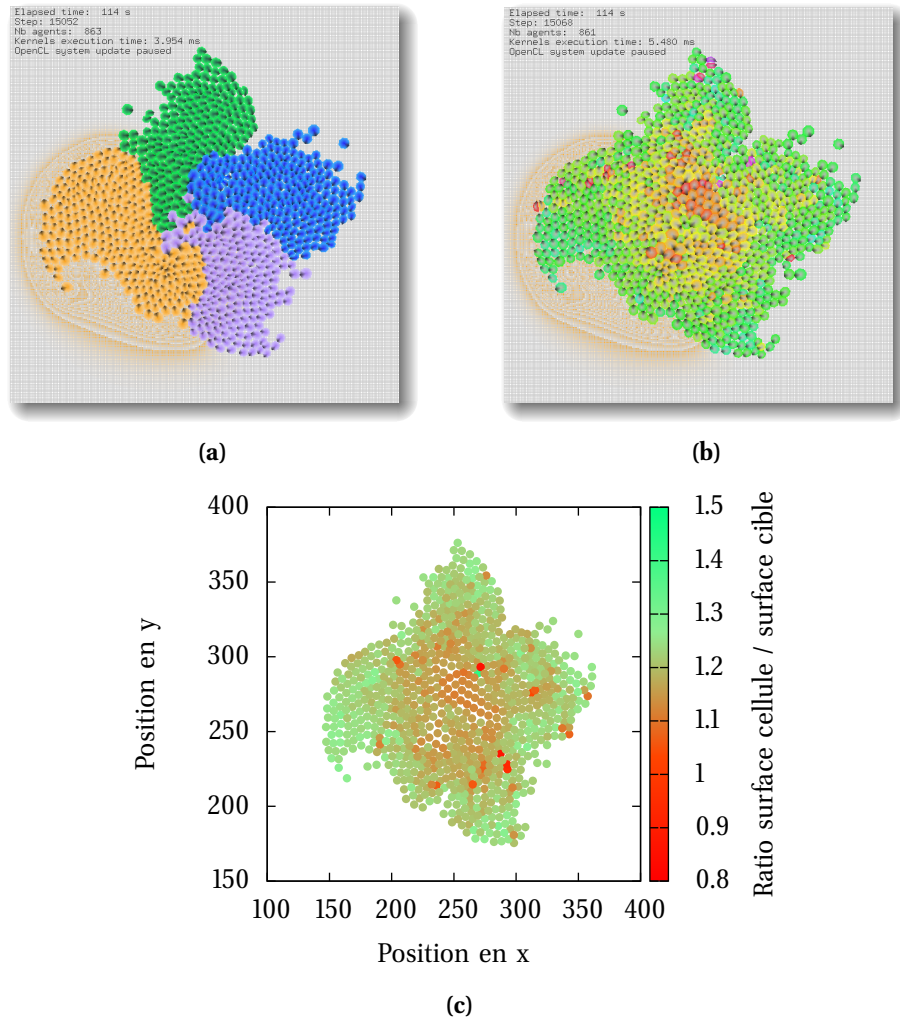 Elapsed time:  114 s
Step: 15052
Nb agents:  863
Kernels execution time: 3.954 ms
OpenCL system update paused
Elapsed time:  114 s
Step: 15068
Nb agents:  861
Kernels execution time: 5.480 ms
OpenCL system update paused
(a)
(b)
400
350
300
250
200
150
Position en y
100 150 200 250 300 350 400
Position en x
1.5
1.4
1.3
1.2
1.1
1
0.9
0.8
Ratio surface cellule / surface cible
(c)